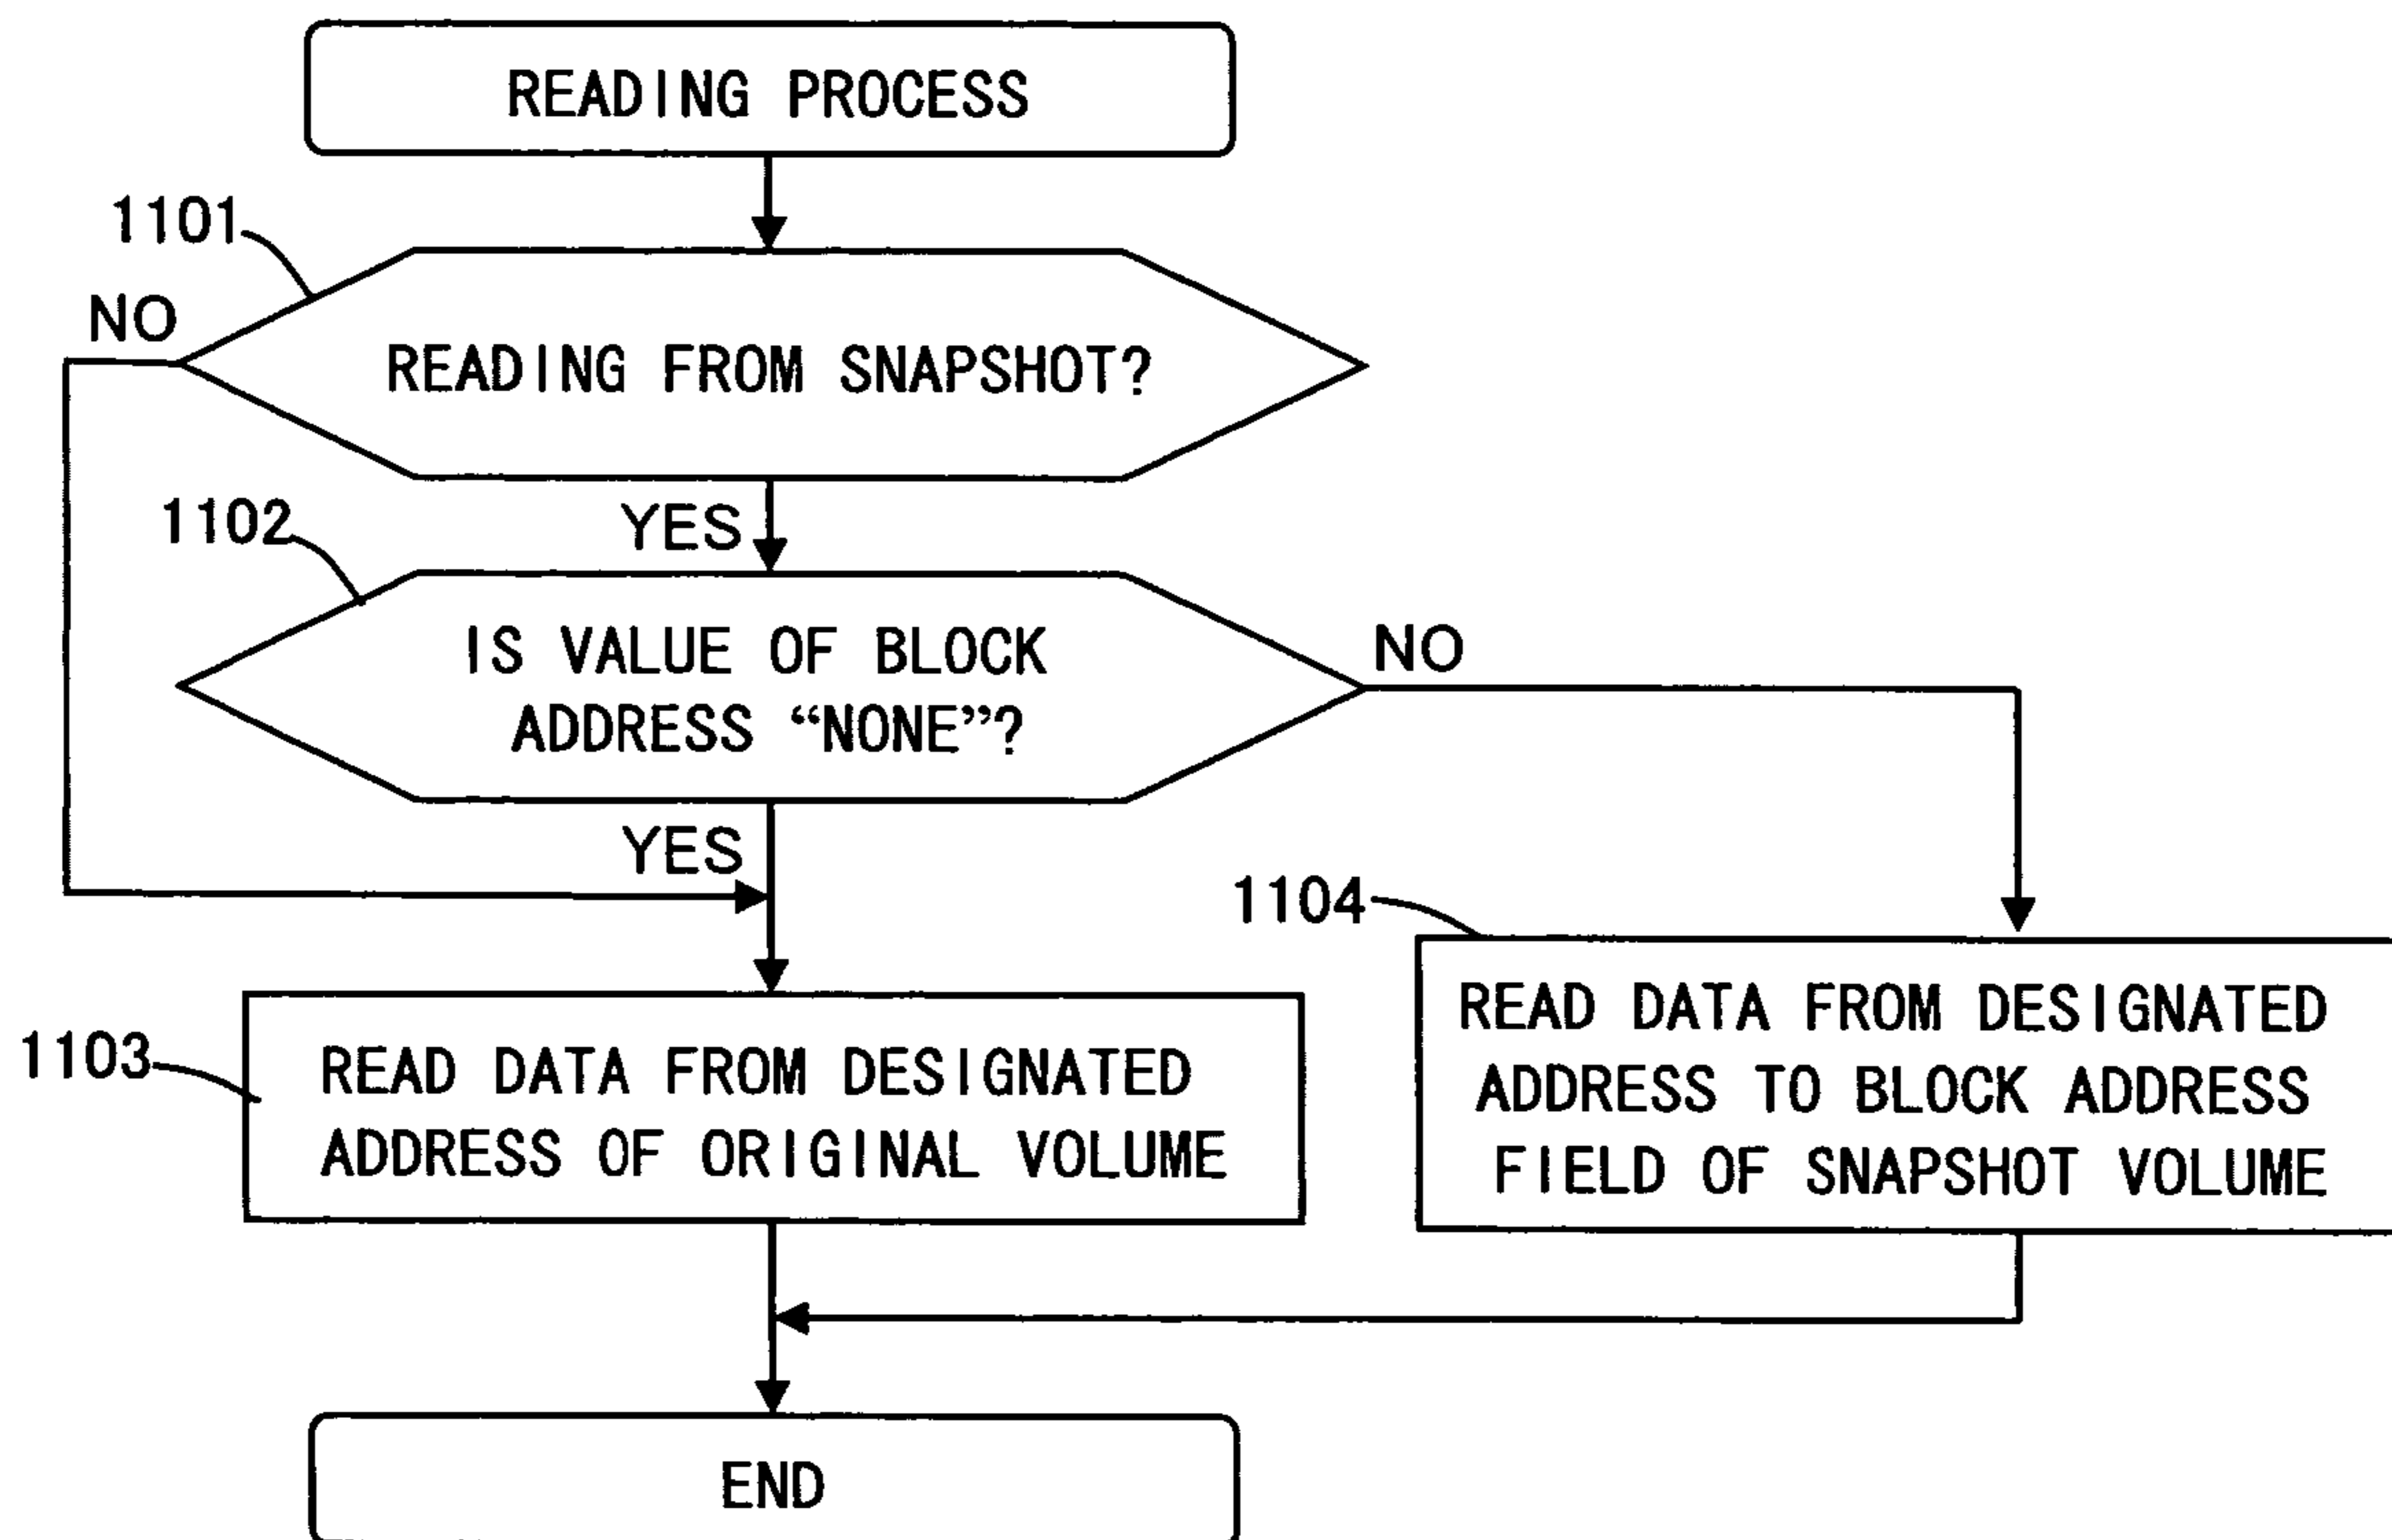 READING PROCESS
1101
NO
READING FROM SNAPSHOT?
YES
1102
IS VALUE OF BLOCK
ADDRESS “NONE”?
NO
YES
1104
1103
READ DATA FROM DESIGNATED
ADDRESS OF ORIGINAL VOLUME
READ DATA FROM DESIGNATED
ADDRESS TO BLOCK ADDRESS
FIELD OF SNAPSHOT VOLUME
END